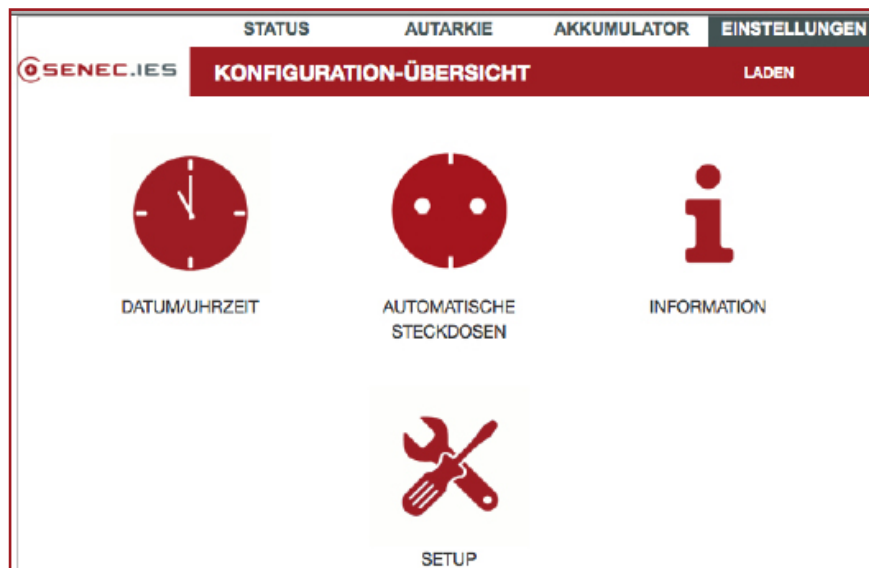 STATUS AUTARKIE AKKUMULATOR EINSTELLUNGEN
SENEC.IES KONFIGURATION-ÜBERSICHT LADEN
DATUM/UHRZEIT AUTOMATISCHE STECKDOSEN INFORMATION
SETUP